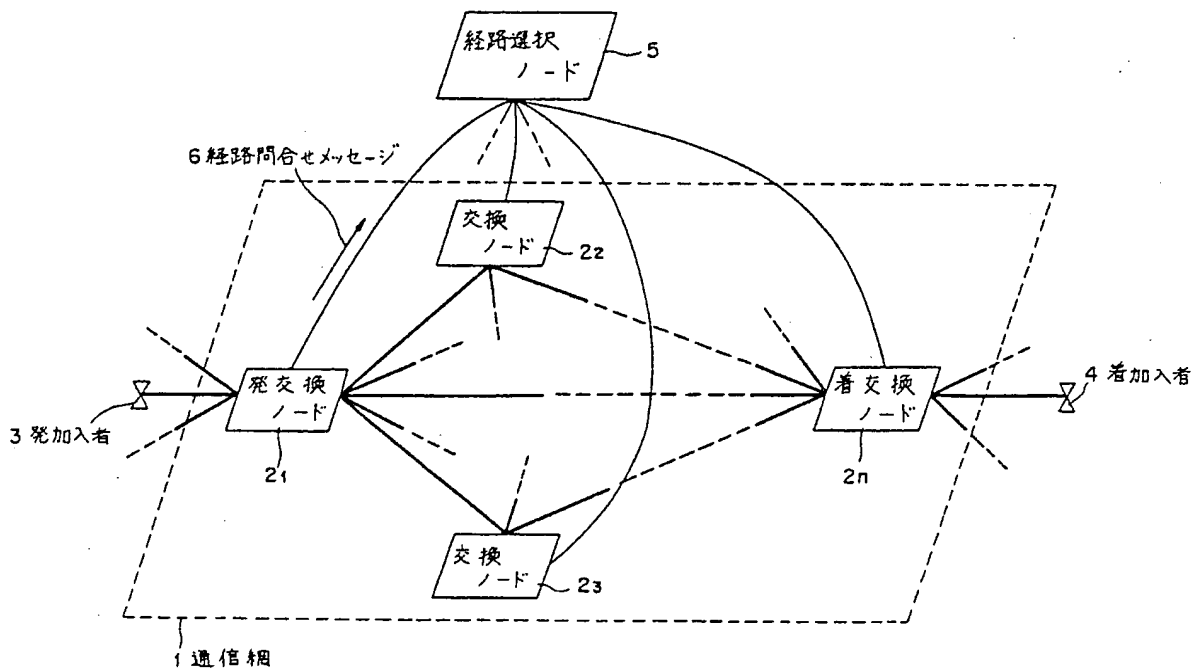 経路選択
ノード
5
6 経路問合せメッセージ
交換
ノード
22
発交換
ノード
21
着交換
ノード
2n
3 発加入者
4 着加入者
交換
ノード
23
1 通信網